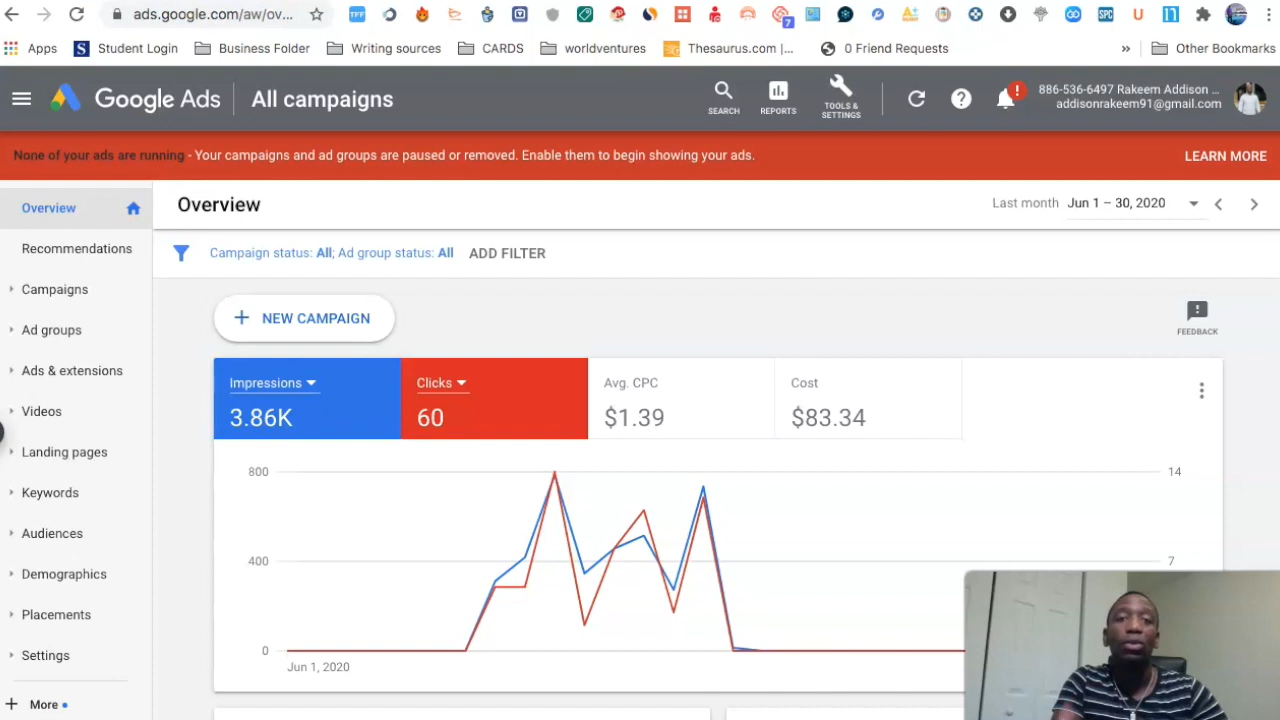 ads.google.com/aw/ov...
TFF
7
SPC
U
Apps
Student Login
Business Folder
Writing sources
CARDS
worldventures
Thesaurus.com |...
0 Friend Requests
»
Other Bookmarks
Google Ads
All campaigns
SEARCH
REPORTS
TOOLS &
SETTINGS
886-536-6497 Rakeem Addison ...
addisonrakeem91@gmail.com
None of your ads are running - Your campaigns and ad groups are paused or removed. Enable them to begin showing your ads.
LEARN MORE
Overview
Overview
Last month
Jun 1 – 30, 2020
Recommendations
Campaign status: All; Ad group status: All
ADD FILTER
Campaigns
Ad groups
Ads & extensions
Videos
Landing pages
Keywords
Audiences
Demographics
Placements
Settings
+ More
+ NEW CAMPAIGN
FEEDBACK
Impressions
3.86K
Clicks
60
Avg. CPC
$1.39
Cost
$83.34
800
14
400
7
0
Jun 1, 2020